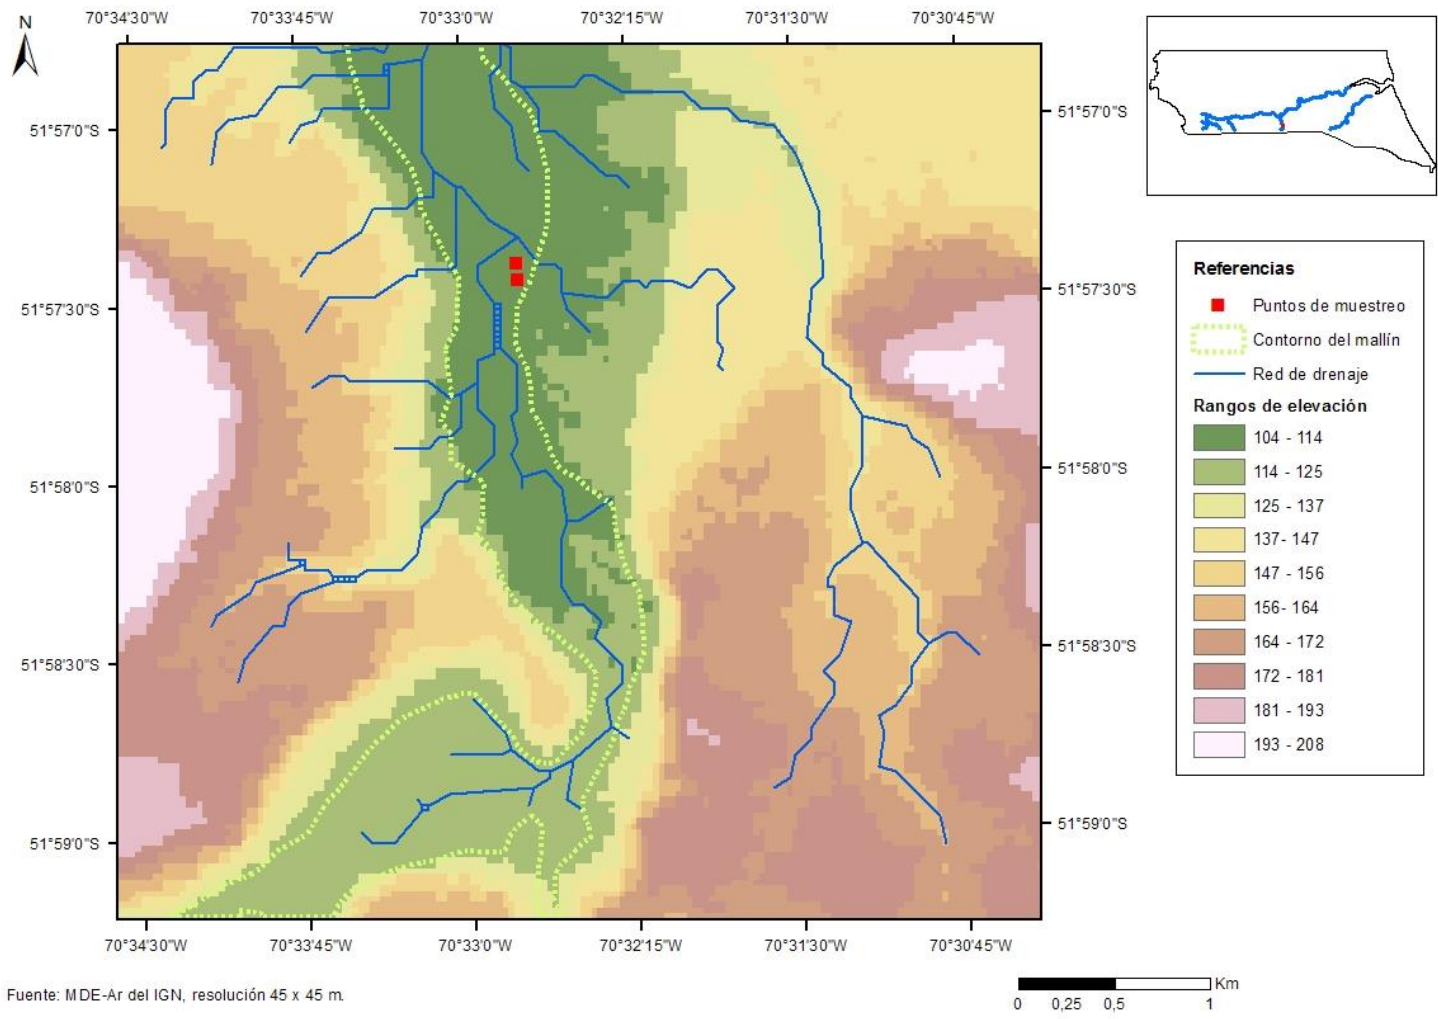 70°34'30"W 70°33'45"W 70°33'0"W 70°32'15"W 70°31'30"W 70°30'45"W
N
51°57'0"S
51°57'30"S
51°58'0"S
51°58'30"S
51°59'0"S
51°57'0"S
51°57'30"S
51°58'0"S
51°58'30"S
51°59'0"S
70°34'30"W 70°33'45"W 70°33'0"W 70°32'15"W 70°31'30"W 70°30'45"W
Referencias
Puntos de muestreo
Contorno del mallín
Red de drenaje
Rangos de elevación
104 - 114
114 - 125
125 - 137
137- 147
147 - 156
156- 164
164 - 172
172 - 181
181 - 193
193 - 208
Fuente: MDE-Ar del IGN, resolución 45 x 45 m.
Km
0 0,25 0,5 1